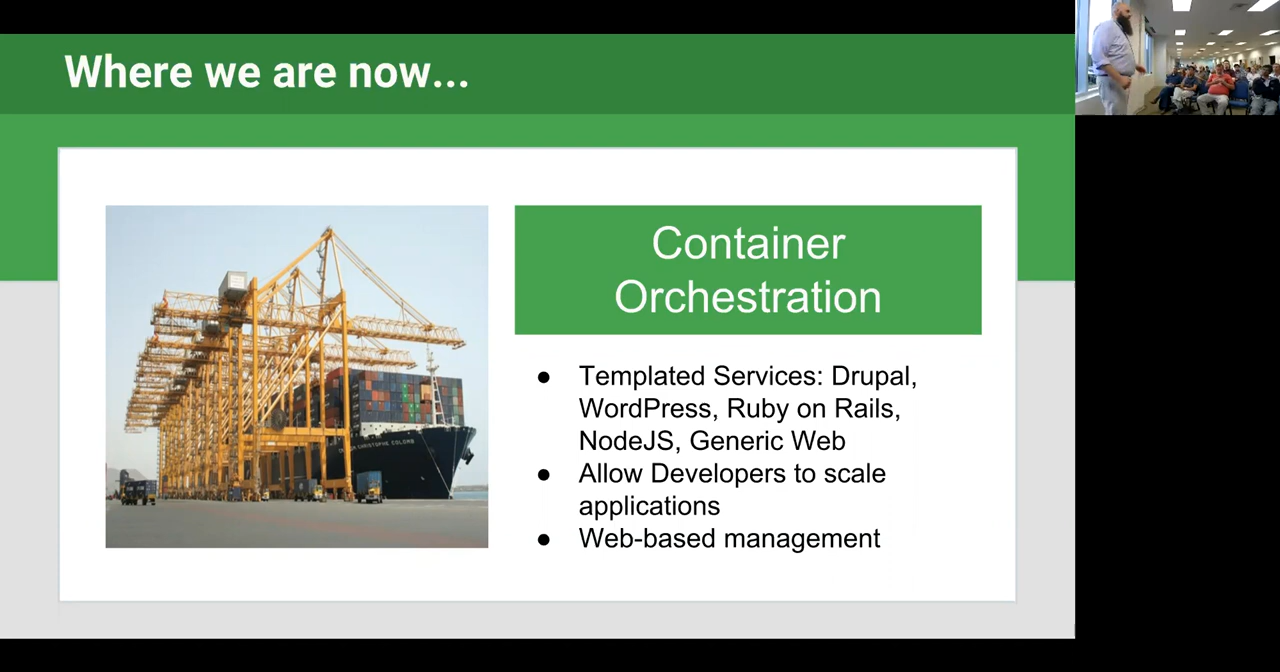 Where we are now...
Container
Orchestration
● Templated Services: Drupal,
WordPress, Ruby on Rails,
NodeJS, Generic Web
● Allow Developers to scale
applications
● Web-based management